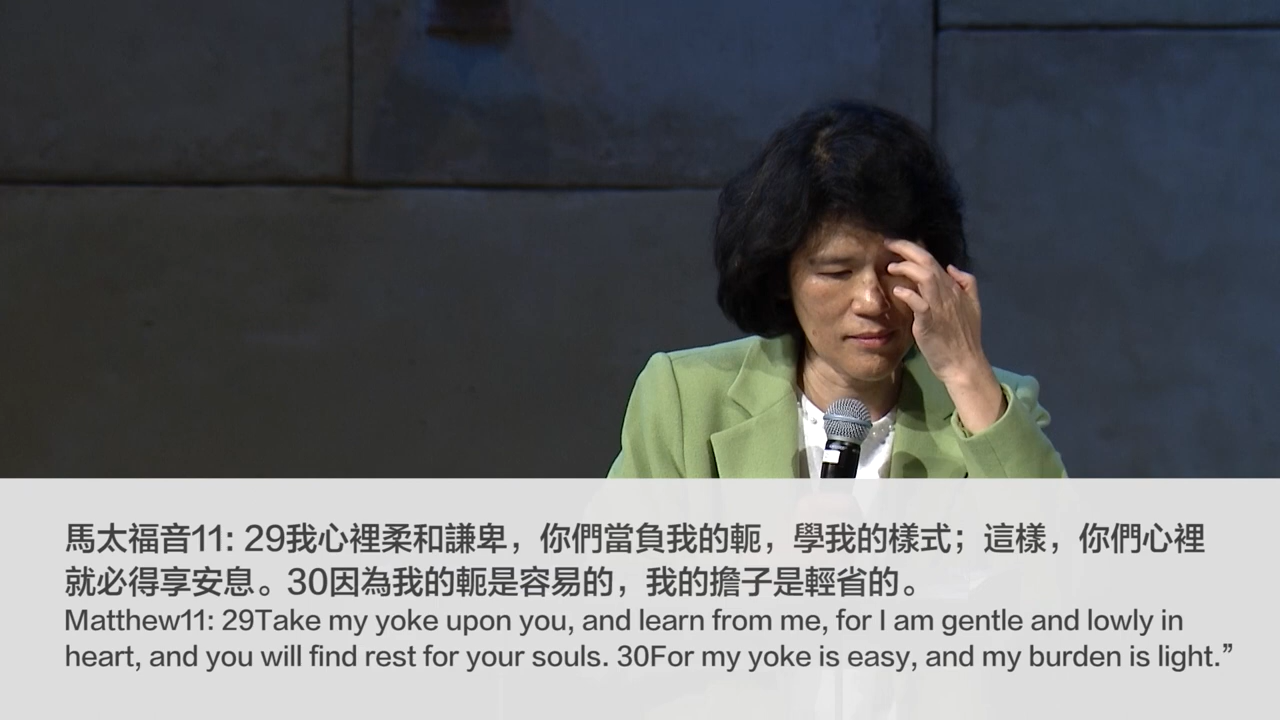 馬太福音11: 29我心裡柔和謙卑，你們當負我的軛，學我的樣式；這樣，你們心裡
就必得享安息。30因為我的軛是容易的，我的擔子是輕省的。
Matthew11: 29Take my yoke upon you, and learn from me, for I am gentle and lowly in
heart, and you will find rest for your souls. 30For my yoke is easy, and my burden is light.”